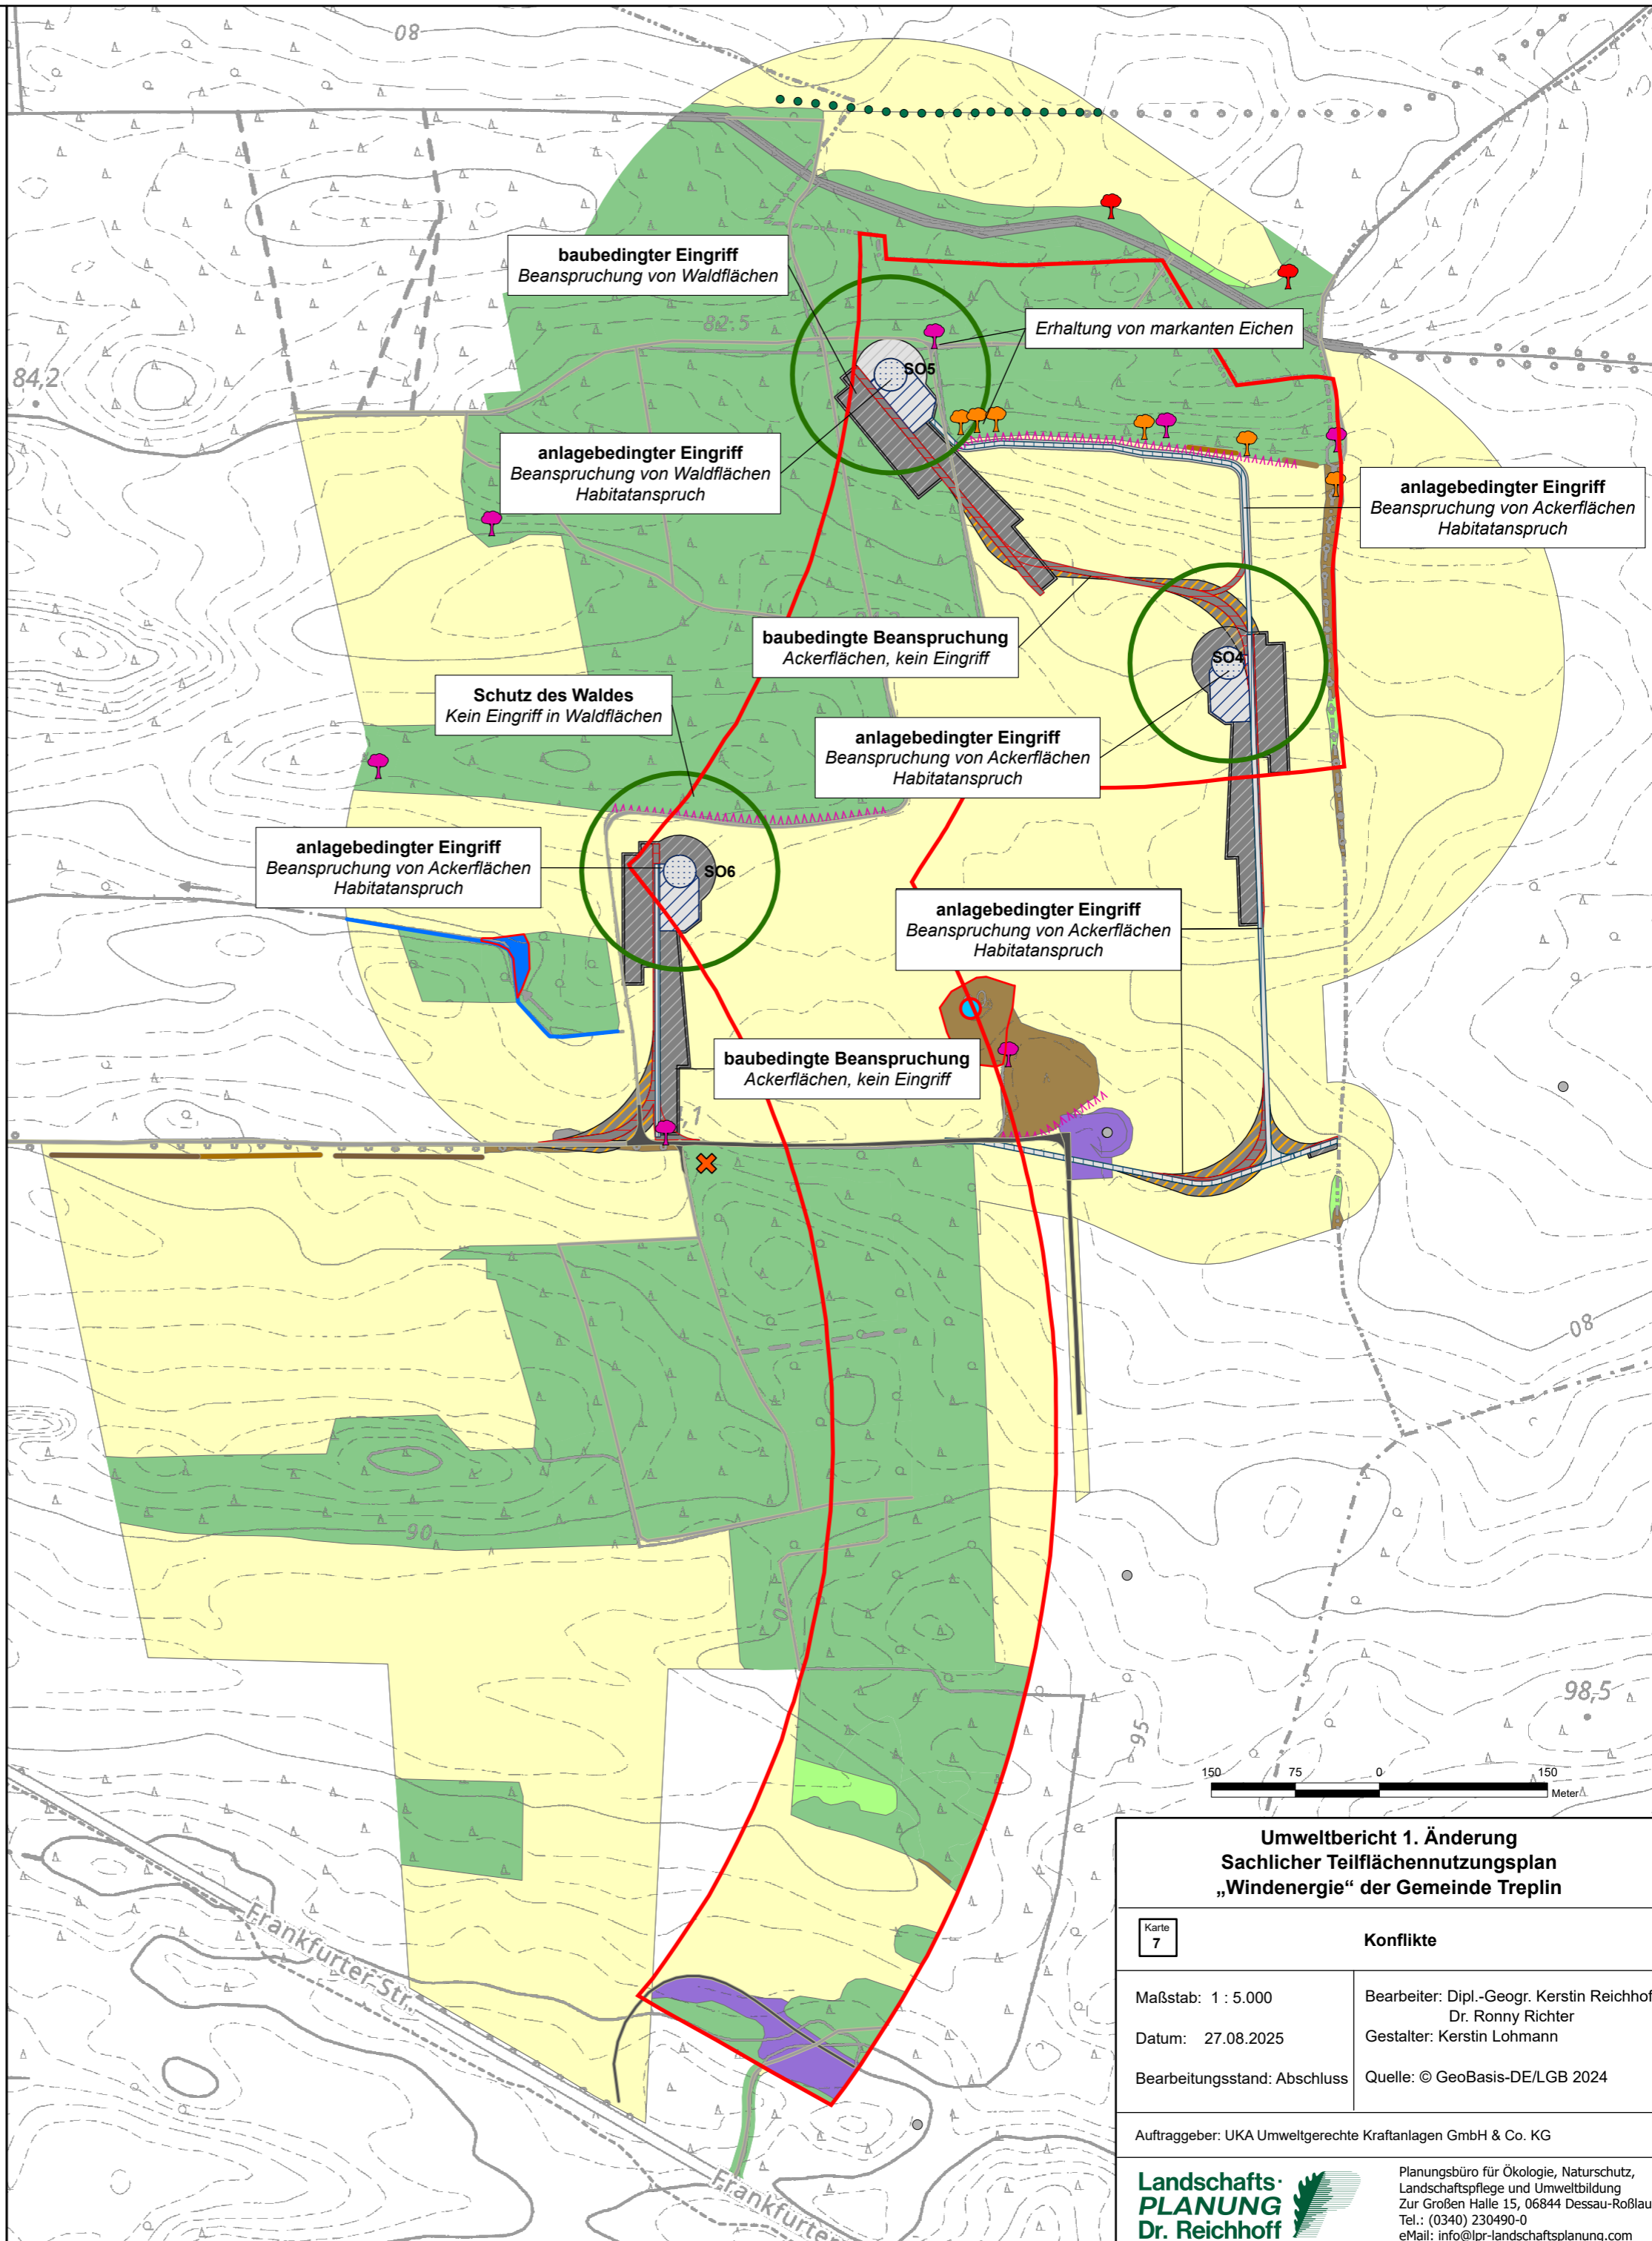 08
baubedingter Eingriff
Beanspruchung von Waldflächen
82.5
Erhaltung von markanten Eichen
84,2
SO5
anlagebedingter Eingriff
Beanspruchung von Waldflächen
Habitatanspruch
anlagebedingter Eingriff
Beanspruchung von Ackerflächen
Habitatanspruch
baubedingte Beanspruchung
Ackerflächen, kein Eingriff
SO4
Schutz des Waldes
Kein Eingriff in Waldflächen
anlagebedingter Eingriff
Beanspruchung von Ackerflächen
Habitatanspruch
anlagebedingter Eingriff
Beanspruchung von Ackerflächen
Habitatanspruch
SO6
anlagebedingter Eingriff
Beanspruchung von Ackerflächen
Habitatanspruch
baubedingte Beanspruchung
Ackerflächen, kein Eingriff
08
90
90
98,5
95
Frankfurter Str.
Frankfurter
150 75 0 150
Meter
Umweltbericht 1. Änderung
Sachlicher Teilflächennutzungsplan
„Windenergie“ der Gemeinde Treplin
Karte
7
Konflikte
Maßstab: 1 : 5.000
Datum: 27.08.2025
Bearbeitungsstand: Abschluss
Bearbeiter: Dipl.-Geogr. Kerstin Reichhof
Dr. Ronny Richter
Gestalter: Kerstin Lohmann
Quelle: © GeoBasis-DE/LGB 2024
Auftraggeber: UKA Umweltgerechte Kraftanlagen GmbH & Co. KG
Landschafts·
PLANUNG
Dr. Reichhoff
Planungsbüro für Ökologie, Naturschutz,
Landschaftspflege und Umweltbildung
Zur Großen Halle 15, 06844 Dessau-Roßlau
Tel.: (0340) 230490-0
eMail: info@lpr-landschaftsplanung.com